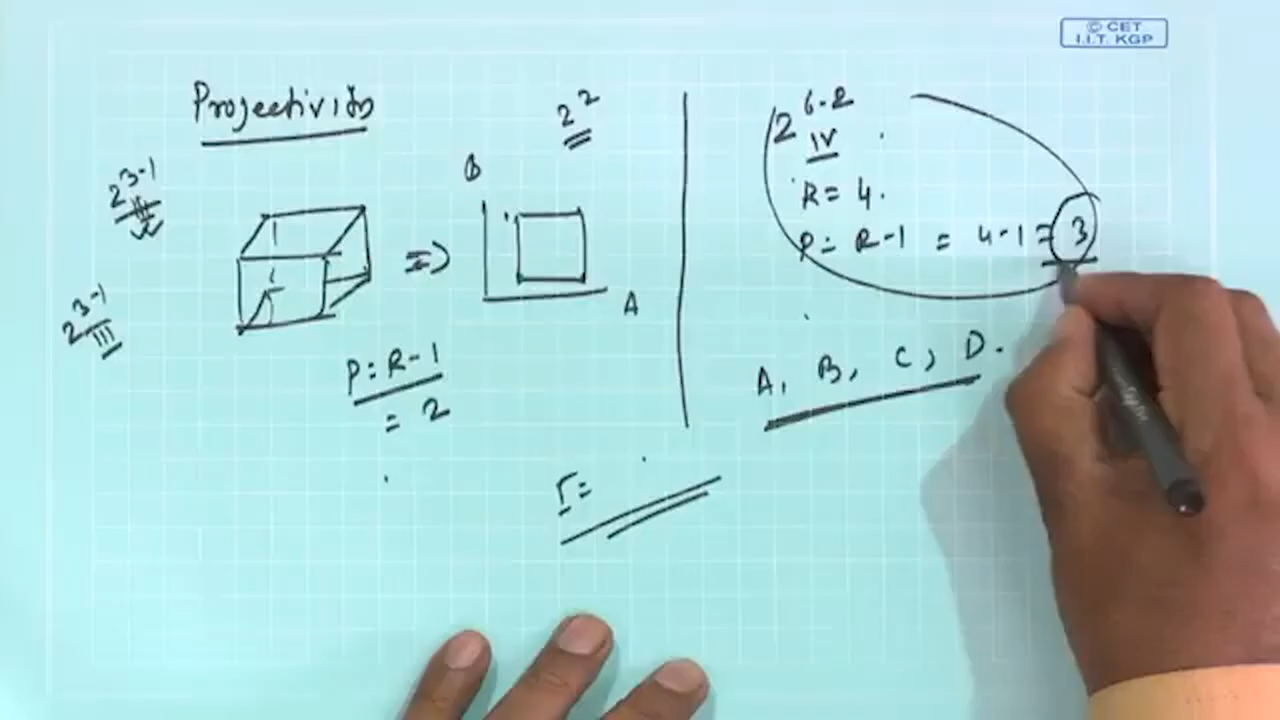 © CET
I.I.T. KGP
Projectivity
2^2
2^{3-1}
2^{3-1}_{III}
B
A
P = R-1
= 2
2^{6-2}_{IV}
R = 4.
P = R-1 = 4-1 = 3
A, B, C, D.
r =